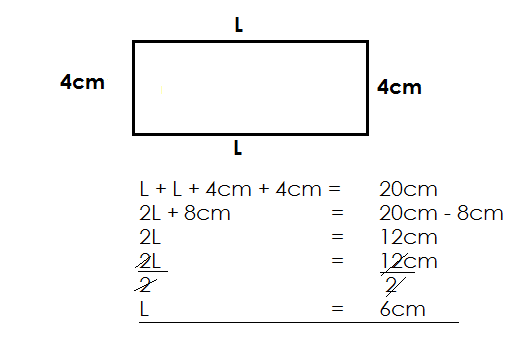 L
4cm 4cm
L
L + L + 4cm + 4cm = 20cm
2L + 8cm = 20cm - 8cm
2L = 12cm
2L = 12cm
2 2
L = 6cm